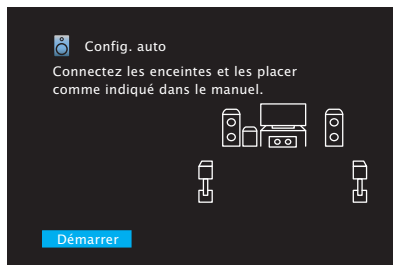 Config. auto
Connectez les enceintes et les placer
comme indiqué dans le manuel.
Démarrer